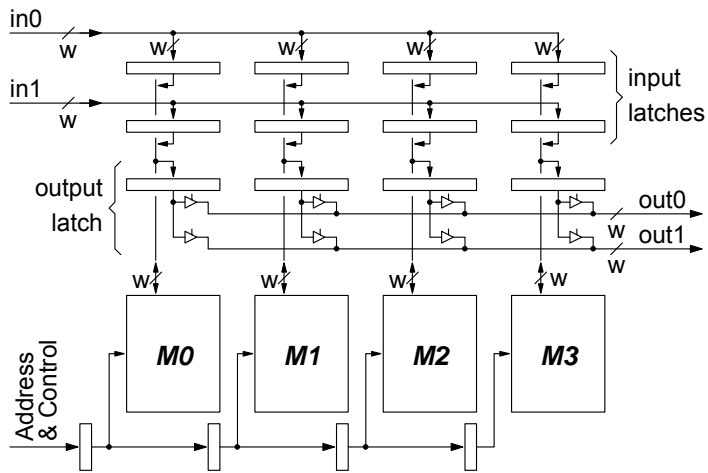 in0
w
w
w
w
w
in1
w
input
latches
output
latch
out0
w
out1
w
w
w
w
w
M0
M1
M2
M3
Address
& Control